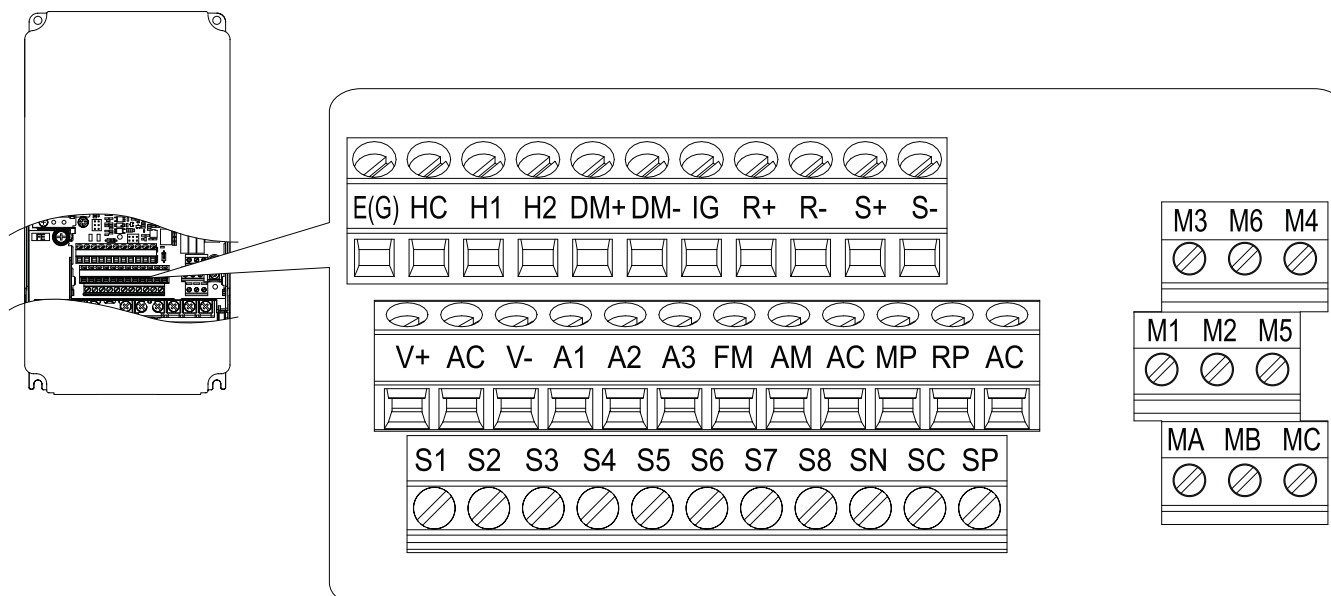 E(G) HC H1 H2 DM+ DM- IG R+ R- S+ S-
V+ AC V- A1 A2 A3 FM AM AC MP RP AC
S1 S2 S3 S4 S5 S6 S7 S8 SN SC SP
M3 M6 M4
M1 M2 M5
MA MB MC